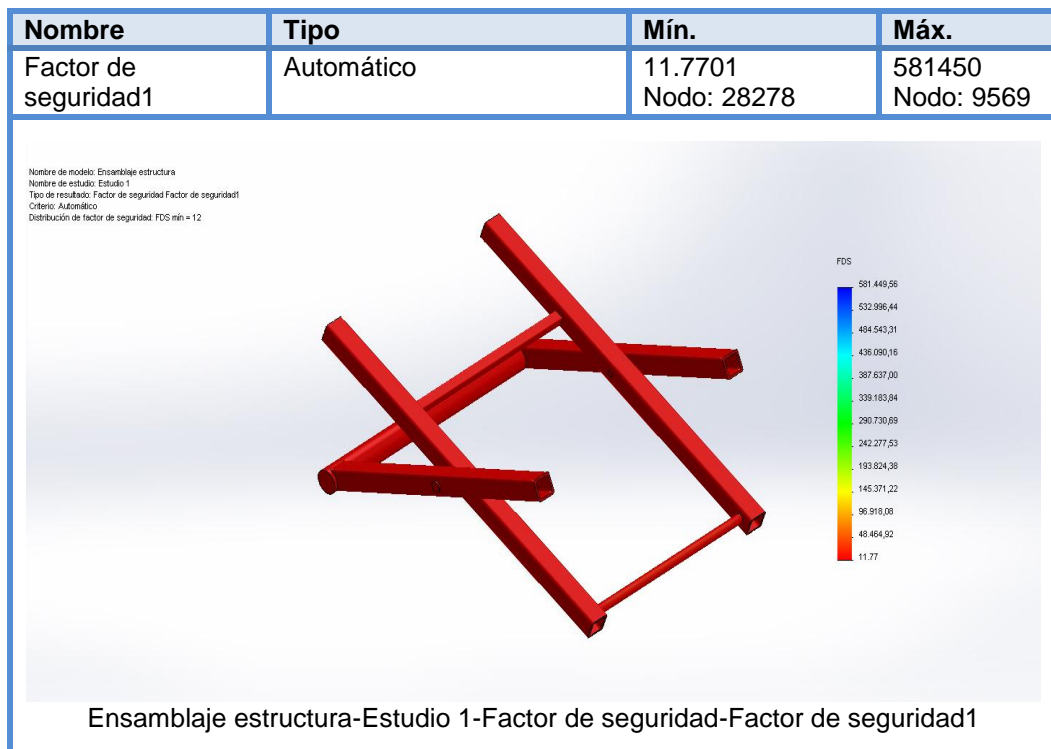 Nombre Tipo Mín. Máx.
Factor de Automático 11.7701 581450
seguridad1 Nodo: 28278 Nodo: 9569
Nombre de modelo: Ensamblaje estructura
Nombre de estudio: Estudio 1
Tipo de resultado: Factor de seguridad Factor de seguridad1
Criterio: Automático
Distribución de factor de seguridad: FDS mín = 12
FDS
581.449,56
532.996,44
484.543,31
436.090,16
387.637,00
339.183,84
290.730,69
242.277,53
193.824,38
145.371,22
96.918,08
48.464,92
11.77
Ensamblaje estructura-Estudio 1-Factor de seguridad-Factor de seguridad1